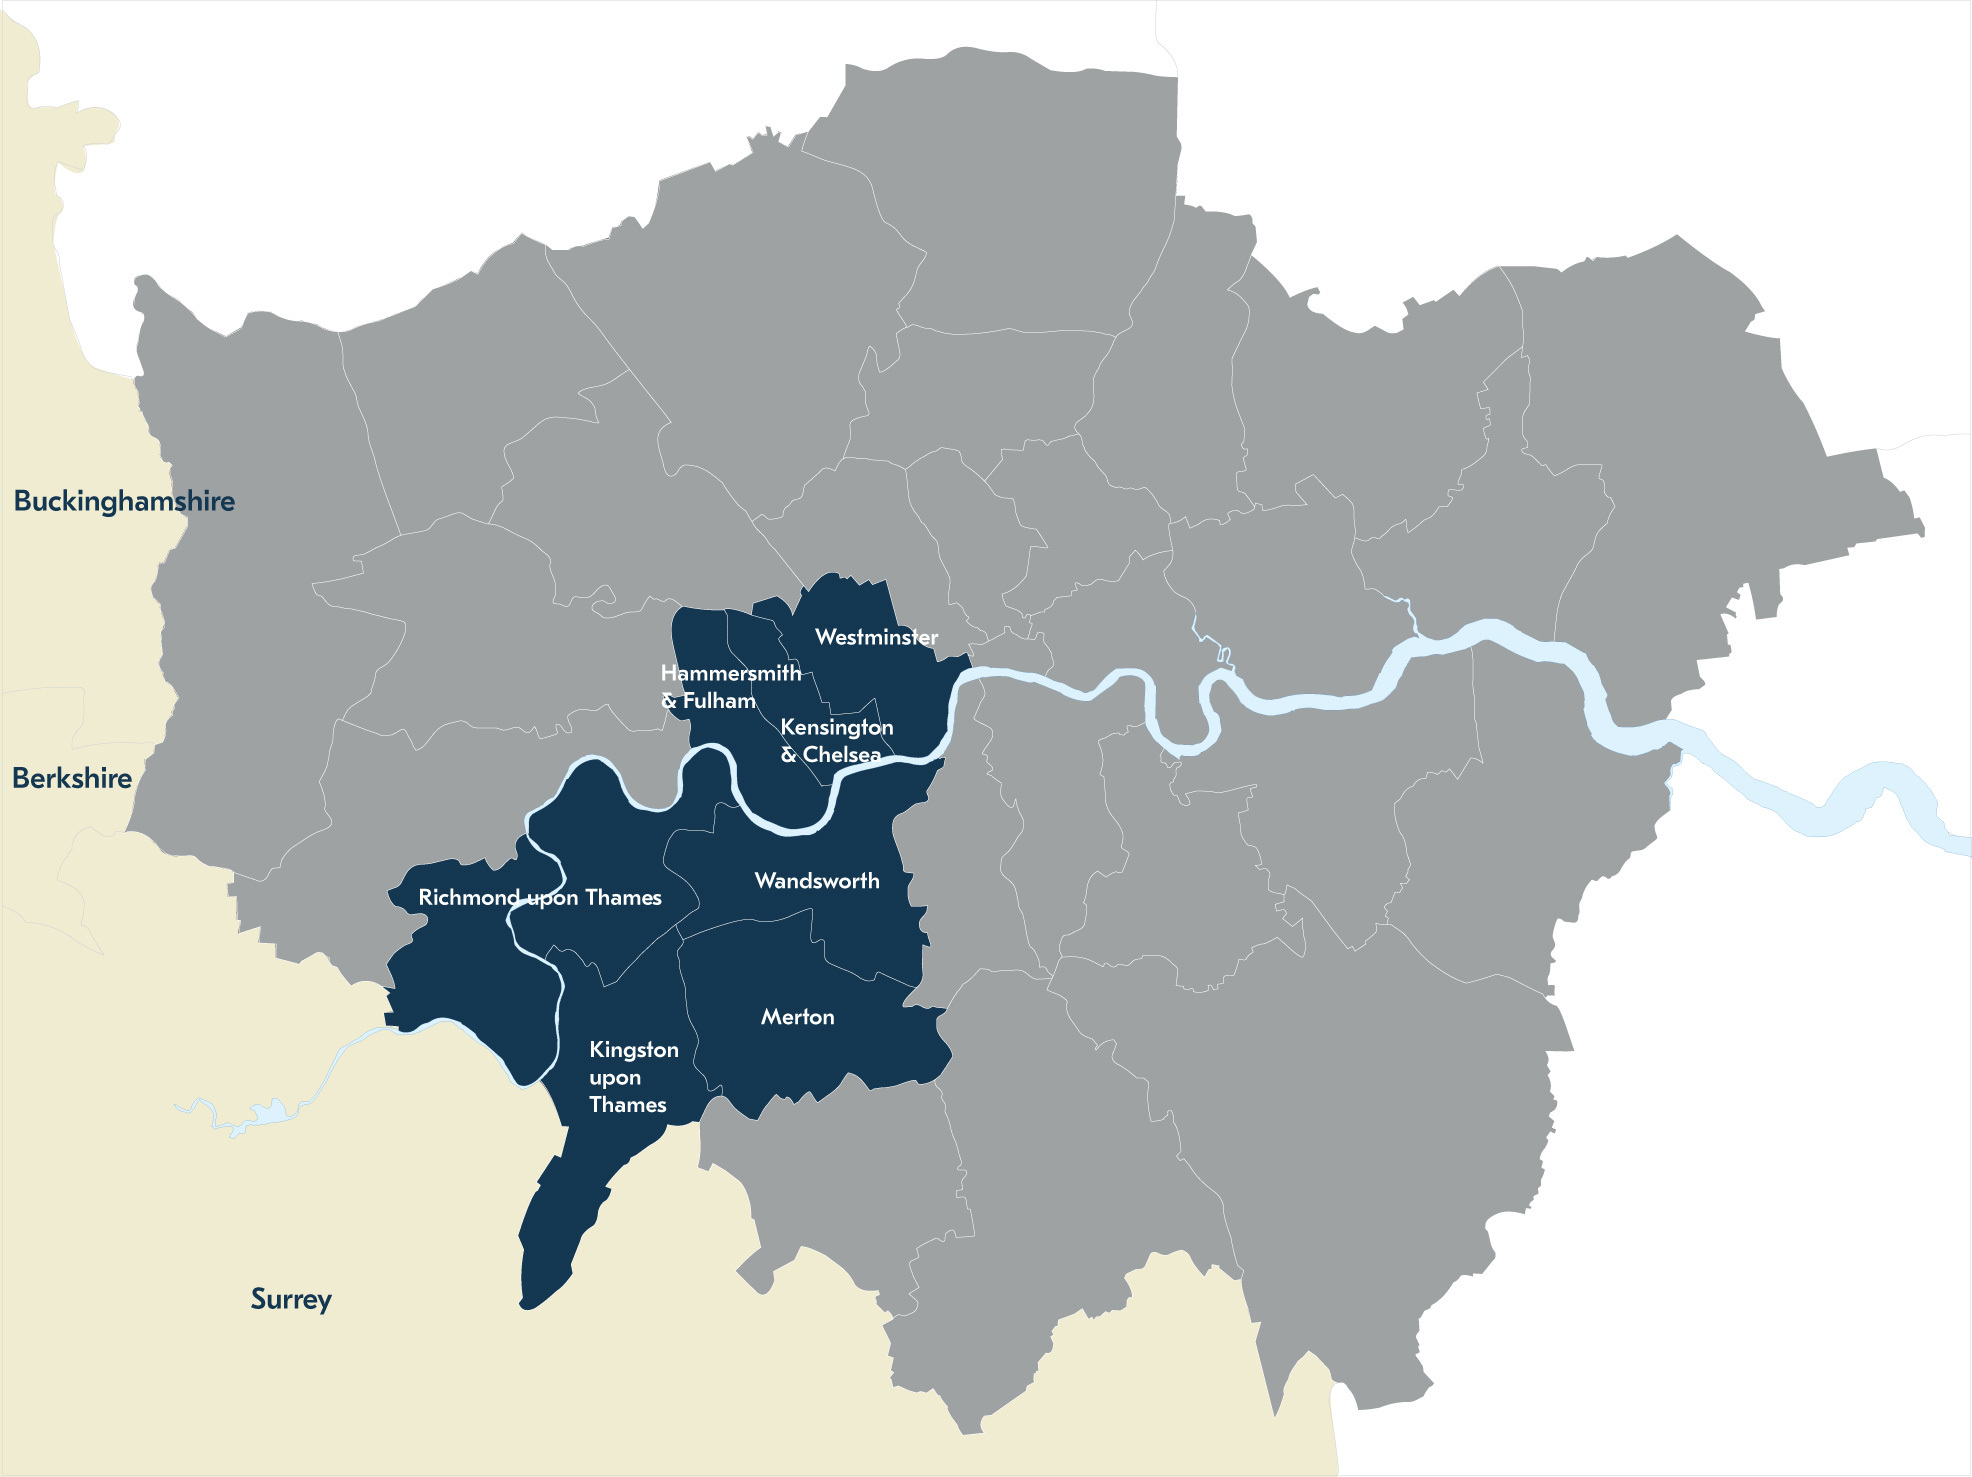 Buckinghamshire
Westminster
Hammersmith
& Fulham
Kensington
& Chelsea
Berkshire
Wandsworth
Richmond upon Thames
Merton
Kingston
upon
Thames
Surrey